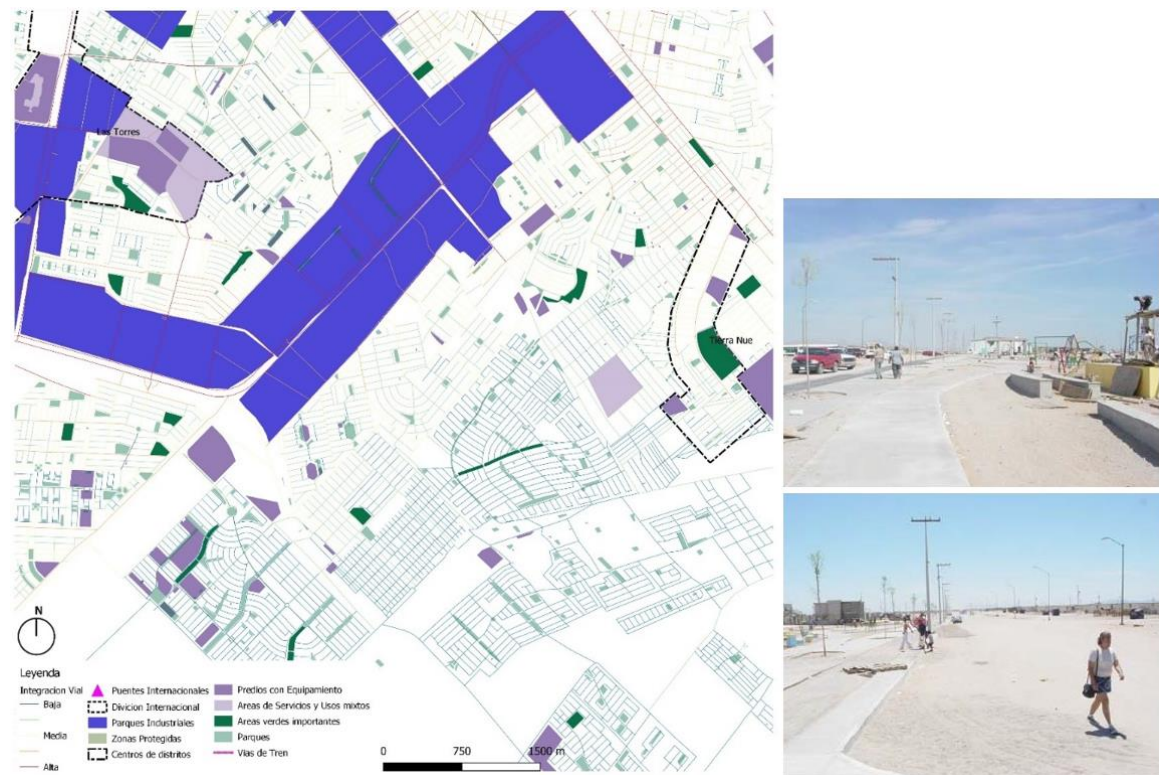 Las Torres
Tierra Nue
N
Leyenda
Integracion Vial
Baja
Media
Alta
Puentes Internacionales
Divicion Internacional
Parques Industriales
Zonas Protegidas
Centros de distritos
Predios con Equipamiento
Areas de Servicios y Usos mixtos
Areas verdes importantes
Parques
Vias de Tren
0 750 1500 m